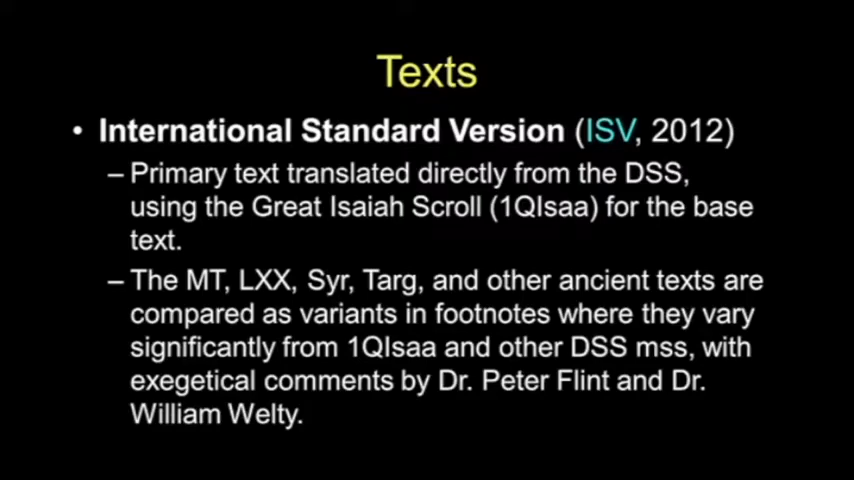 Texts
• International Standard Version (ISV, 2012)
– Primary text translated directly from the DSS,
using the Great Isaiah Scroll (1QIsaa) for the base
text.
– The MT, LXX, Syr, Targ, and other ancient texts are
compared as variants in footnotes where they vary
significantly from 1QIsaa and other DSS mss, with
exegetical comments by Dr. Peter Flint and Dr.
William Welty.